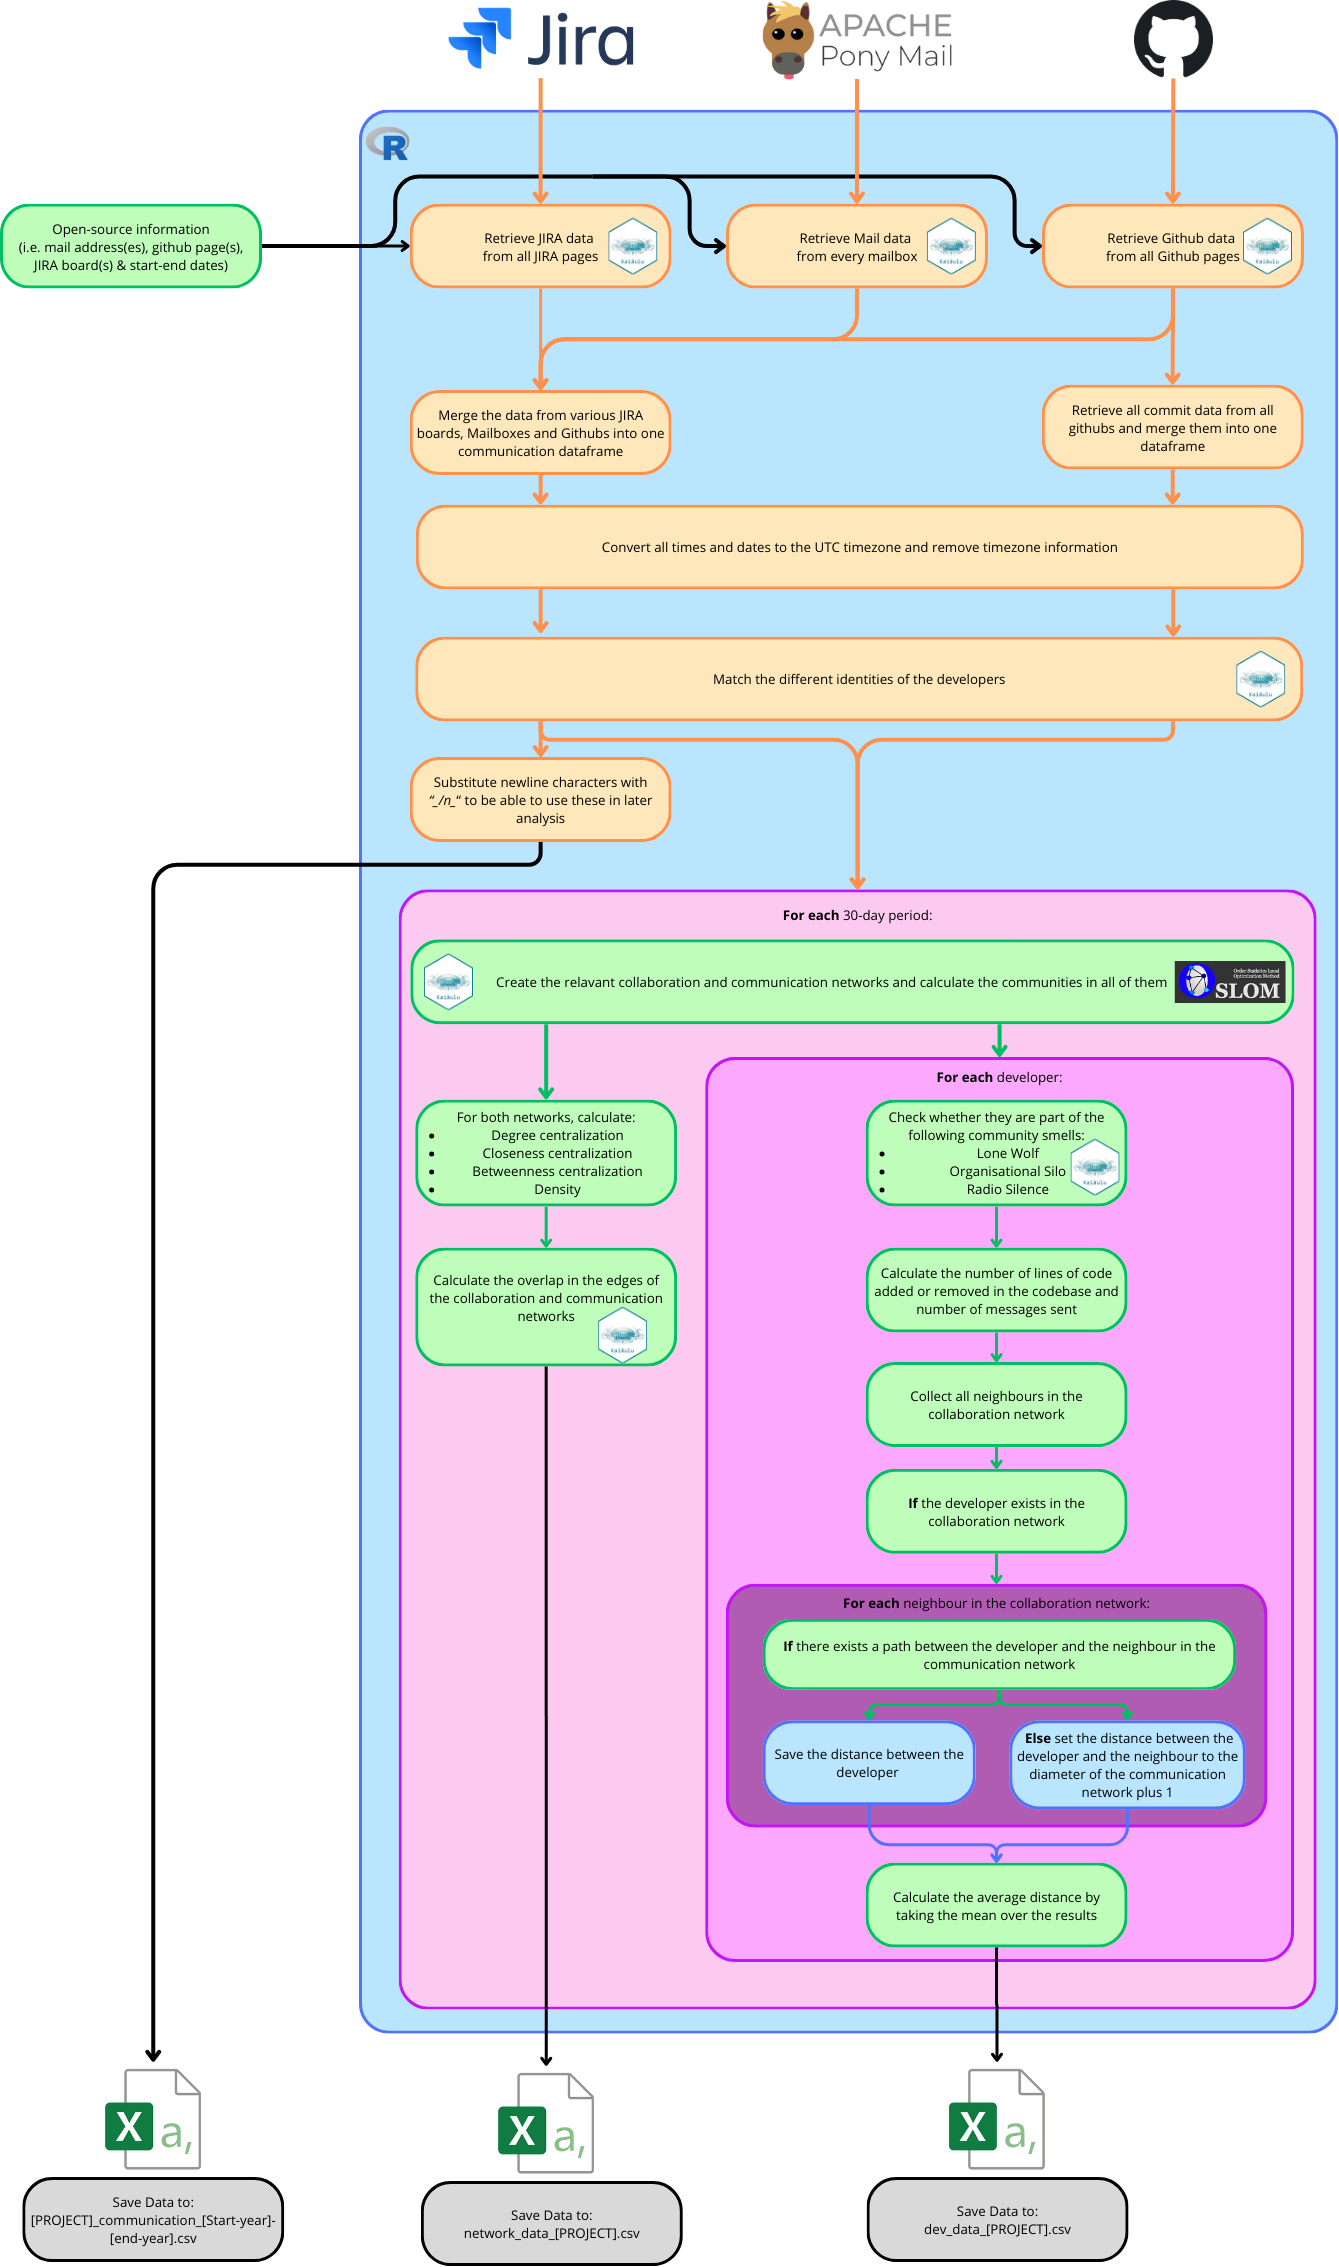 Jira
APACHE
Pony Mail
R
Open-source information
(i.e. mail address(es), github page(s),
JIRA board(s) & start-end dates)
Retrieve JIRA data
from all JIRA pages
Kaiāulu
Retrieve Mail data
from every mailbox
Kaiāulu
Retrieve Github data
from all Github pages
Kaiāulu
Merge the data from various JIRA
boards, Mailboxes and Githubs into one
communication dataframe
Retrieve all commit data from all
githubs and merge them into one
dataframe
Convert all times and dates to the UTC timezone and remove timezone information
Match the different identities of the developers
Kaiāulu
Substitute newline characters with
“_/n_“ to be able to use these in later
analysis
For each 30-day period:
Kaiāulu
Create the relavant collaboration and communication networks and calculate the communities in all of them
Order Statistics Local
Optimization Method
OSLOM
For each developer:
For both networks, calculate:
• Degree centralization
• Closeness centralization
• Betweenness centralization
• Density
Check whether they are part of the
following community smells:
• Lone Wolf
• Organisational Silo
• Radio Silence
Kaiāulu
Calculate the overlap in the edges of
the collaboration and communication
networks
Kaiāulu
Calculate the number of lines of code
added or removed in the codebase and
number of messages sent
Collect all neighbours in the
collaboration network
If the developer exists in the
collaboration network
For each neighbour in the collaboration network:
If there exists a path between the developer and the neighbour in the
communication network
Save the distance between the
developer
Else set the distance between the
developer and the neighbour to the
diameter of the communication
network plus 1
Calculate the average distance by
taking the mean over the results
X a,
X a,
X a,
Save Data to:
[PROJECT]_communication_[Start-year]-
[end-year].csv
Save Data to:
network_data_[PROJECT].csv
Save Data to:
dev_data_[PROJECT].csv